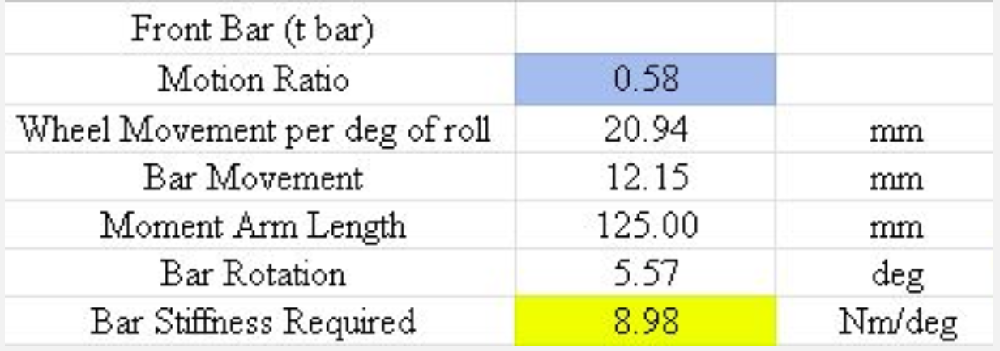 Front Bar (t bar)
Motion Ratio 0.58
Wheel Movement per deg of roll 20.94 mm
Bar Movement 12.15 mm
Moment Arm Length 125.00 mm
Bar Rotation 5.57 deg
Bar Stiffness Required 8.98 Nm/deg